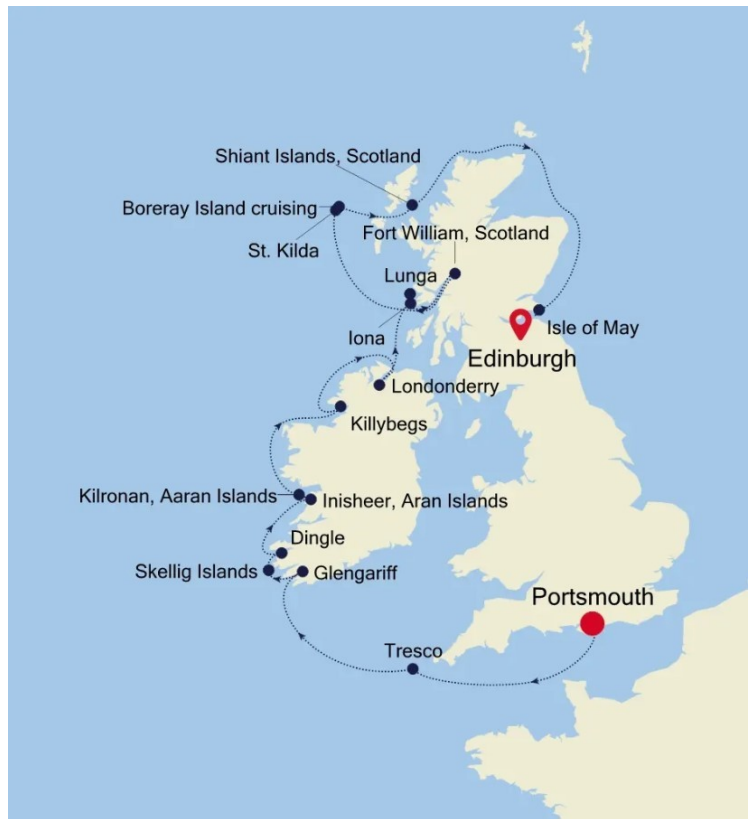 Shiant Islands, Scotland
Boreray Island cruising
Fort William, Scotland
St. Kilda
Lunga
Isle of May
Iona
Edinburgh
Londonderry
Killybegs
Kilronan, Aaran Islands
Inisheer, Aran Islands
Dingle
Skellig Islands
Glengariff
Portsmouth
Tresco